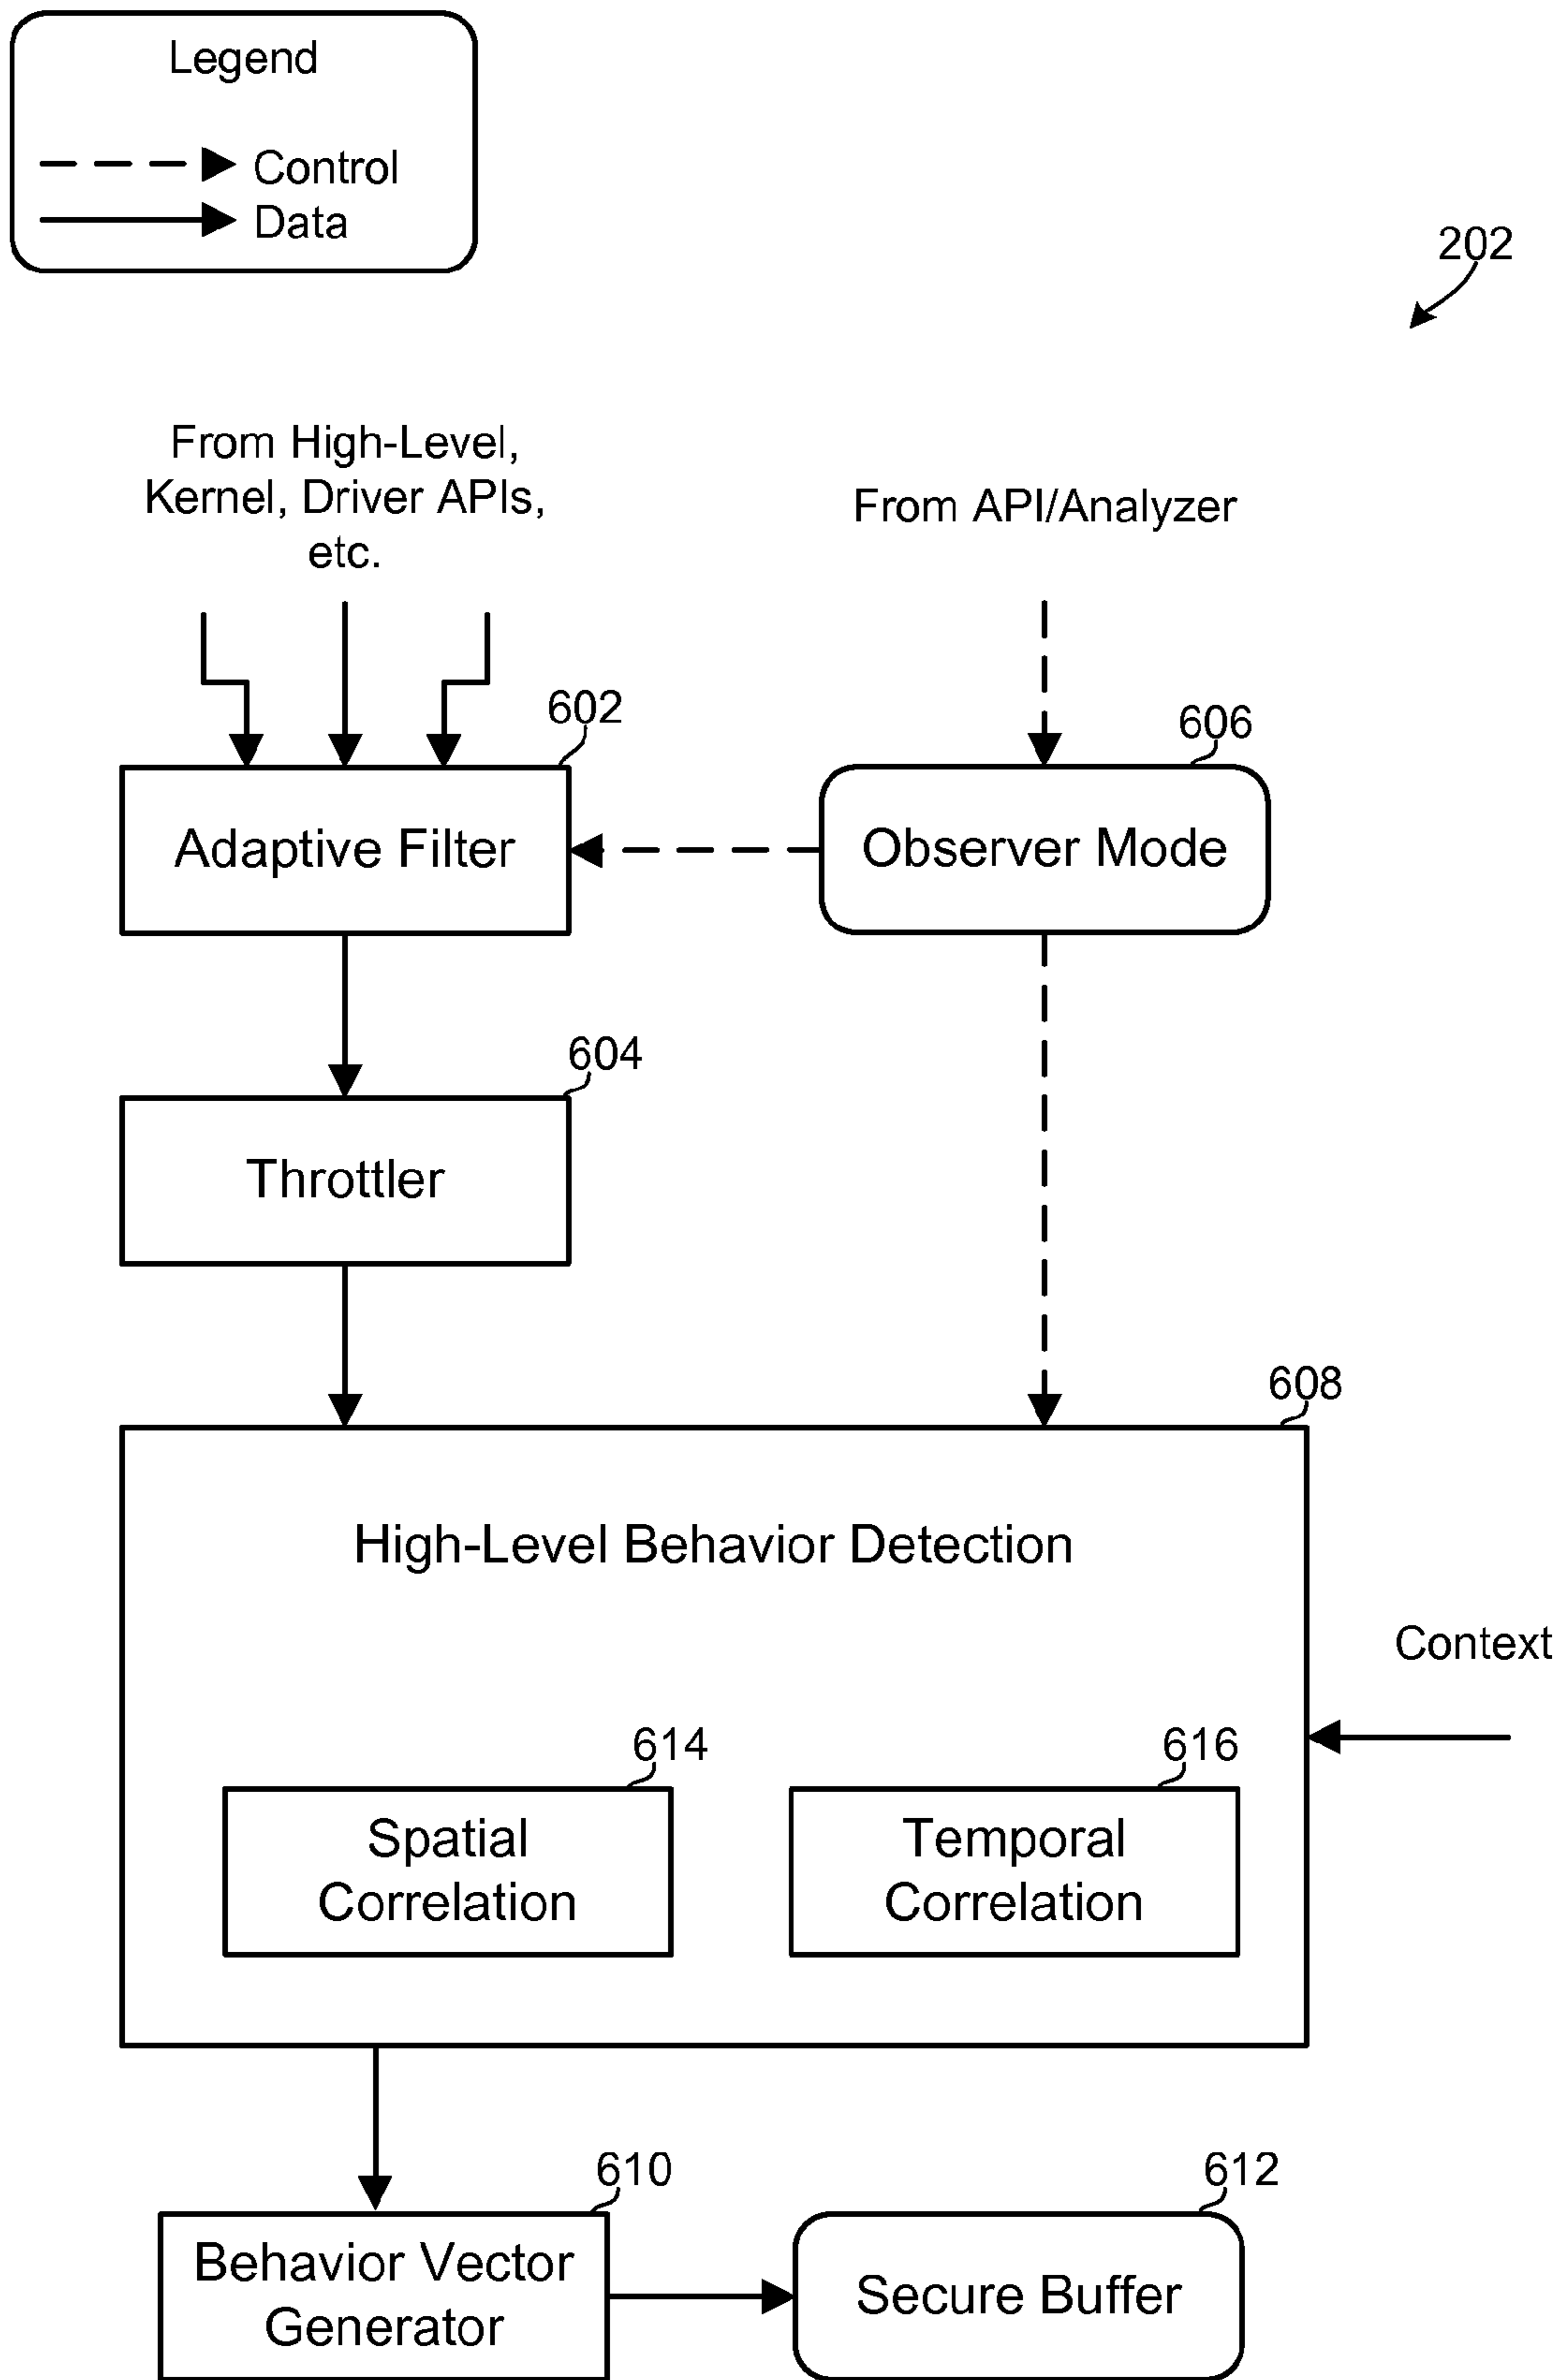 Legend
Control
Data
202
From High-Level,
Kernel, Driver APIs,
etc.
From API/Analyzer
602
606
Adaptive Filter
Observer Mode
604
Throttler
608
High-Level Behavior Detection
Context
614
616
Spatial
Correlation
Temporal
Correlation
610
612
Behavior Vector
Generator
Secure Buffer